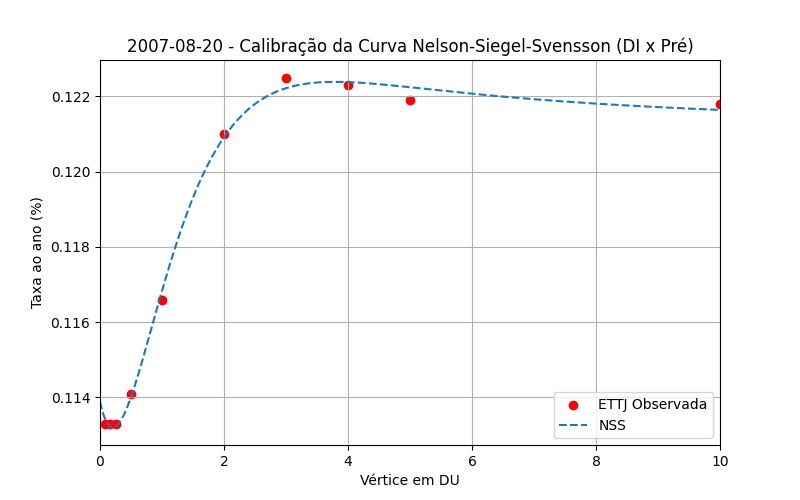 2007-08-20 - Calibração da Curva Nelson-Siegel-Svensson (DI x Pré)
Taxa ao ano (%)
0.122
0.120
0.118
0.116
0.114
0
2
4
6
8
10
Vértice em DU
ETTJ Observada
NSS